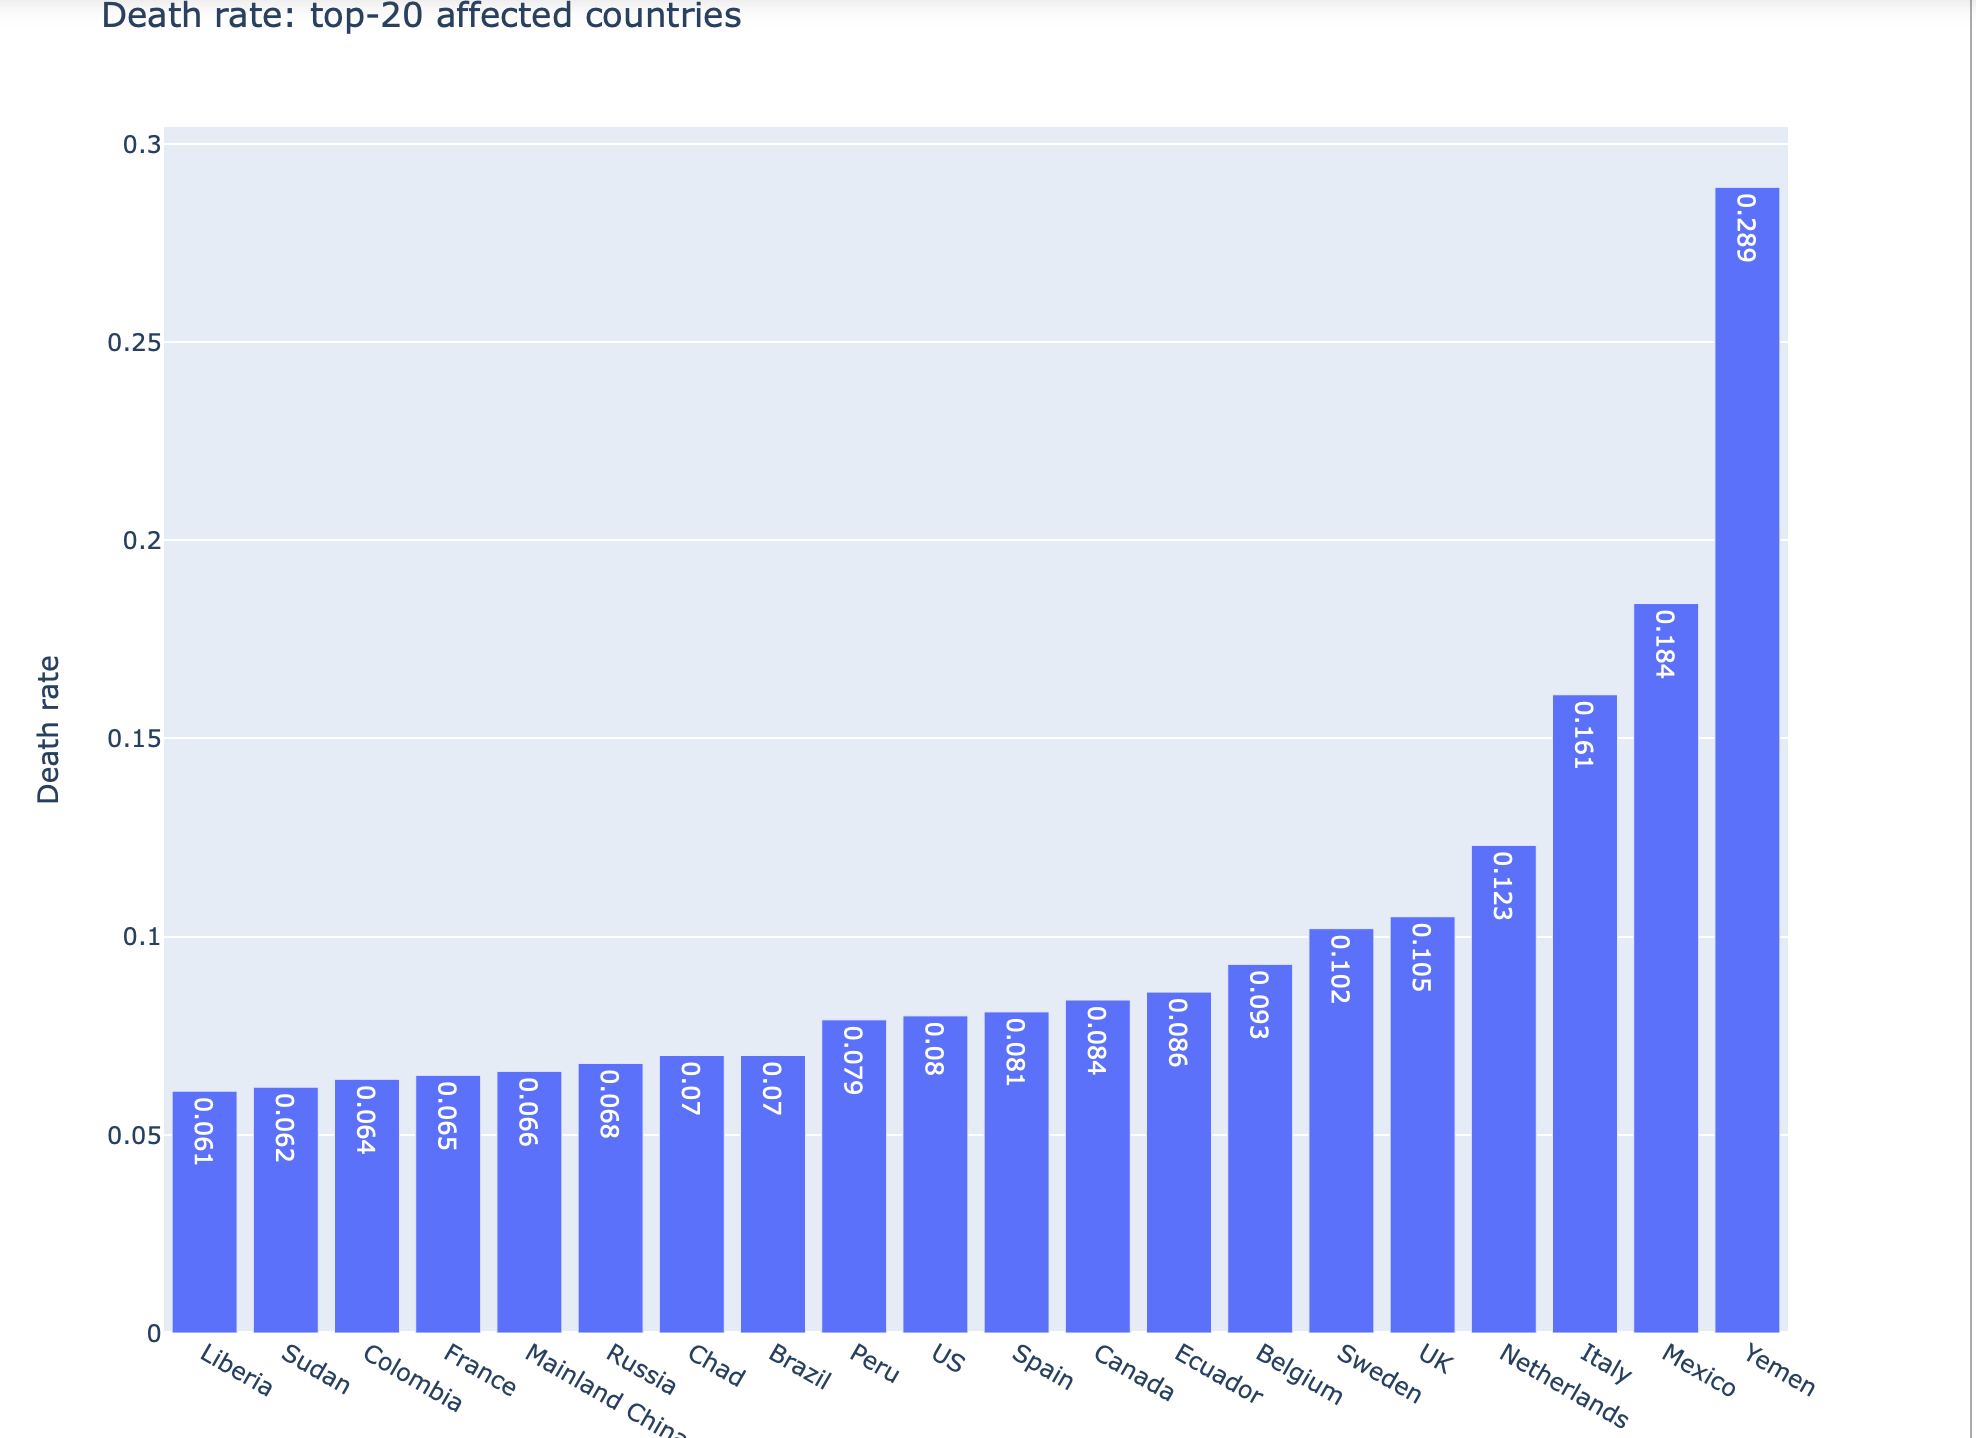 Death rate: top-20 affected countries
0.3
0.25
0.2
0.15
0.1
0.05
0
Death rate
0.061
0.062
0.064
0.065
0.066
0.068
0.07
0.07
0.079
0.08
0.081
0.084
0.086
0.093
0.102
0.105
0.123
0.161
0.184
0.289
Liberia
Sudan
Colombia
France
Mainland China
Russia
Chad
Brazil
Peru
US
Spain
Canada
Ecuador
Belgium
Sweden
UK
Netherlands
Italy
Mexico
Yemen